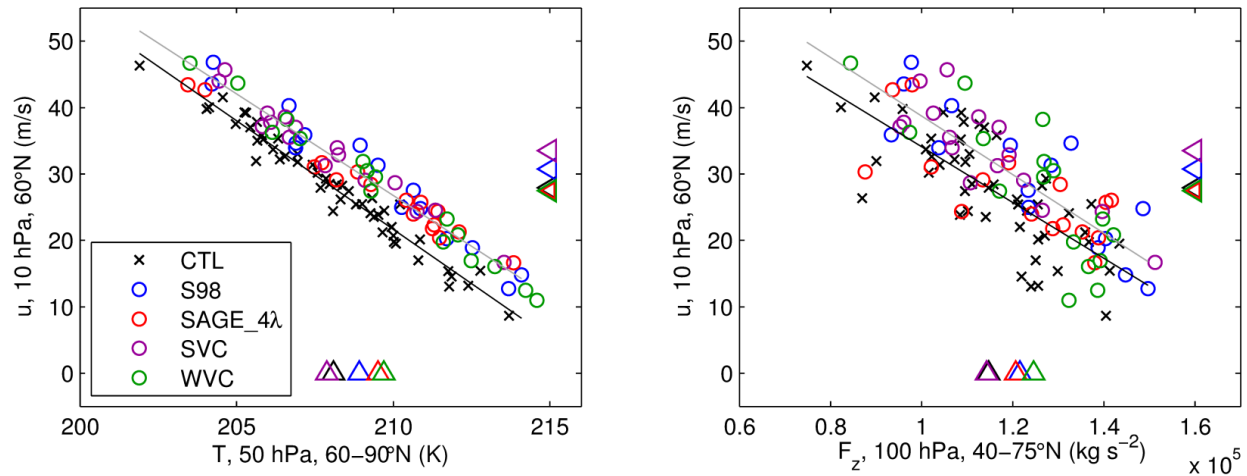 50
40
30
20
10
0
200
205
210
215
u, 10 hPa, 60°N (m/s)
T, 50 hPa, 60−90°N (K)
CTL
S98
SAGE_4λ
SVC
WVC
50
40
30
20
10
0
0.6
0.8
1
1.2
1.4
1.6
u, 10 hPa, 60°N (m/s)
F_z, 100 hPa, 40−75°N (kg s⁻²)
x 10⁵